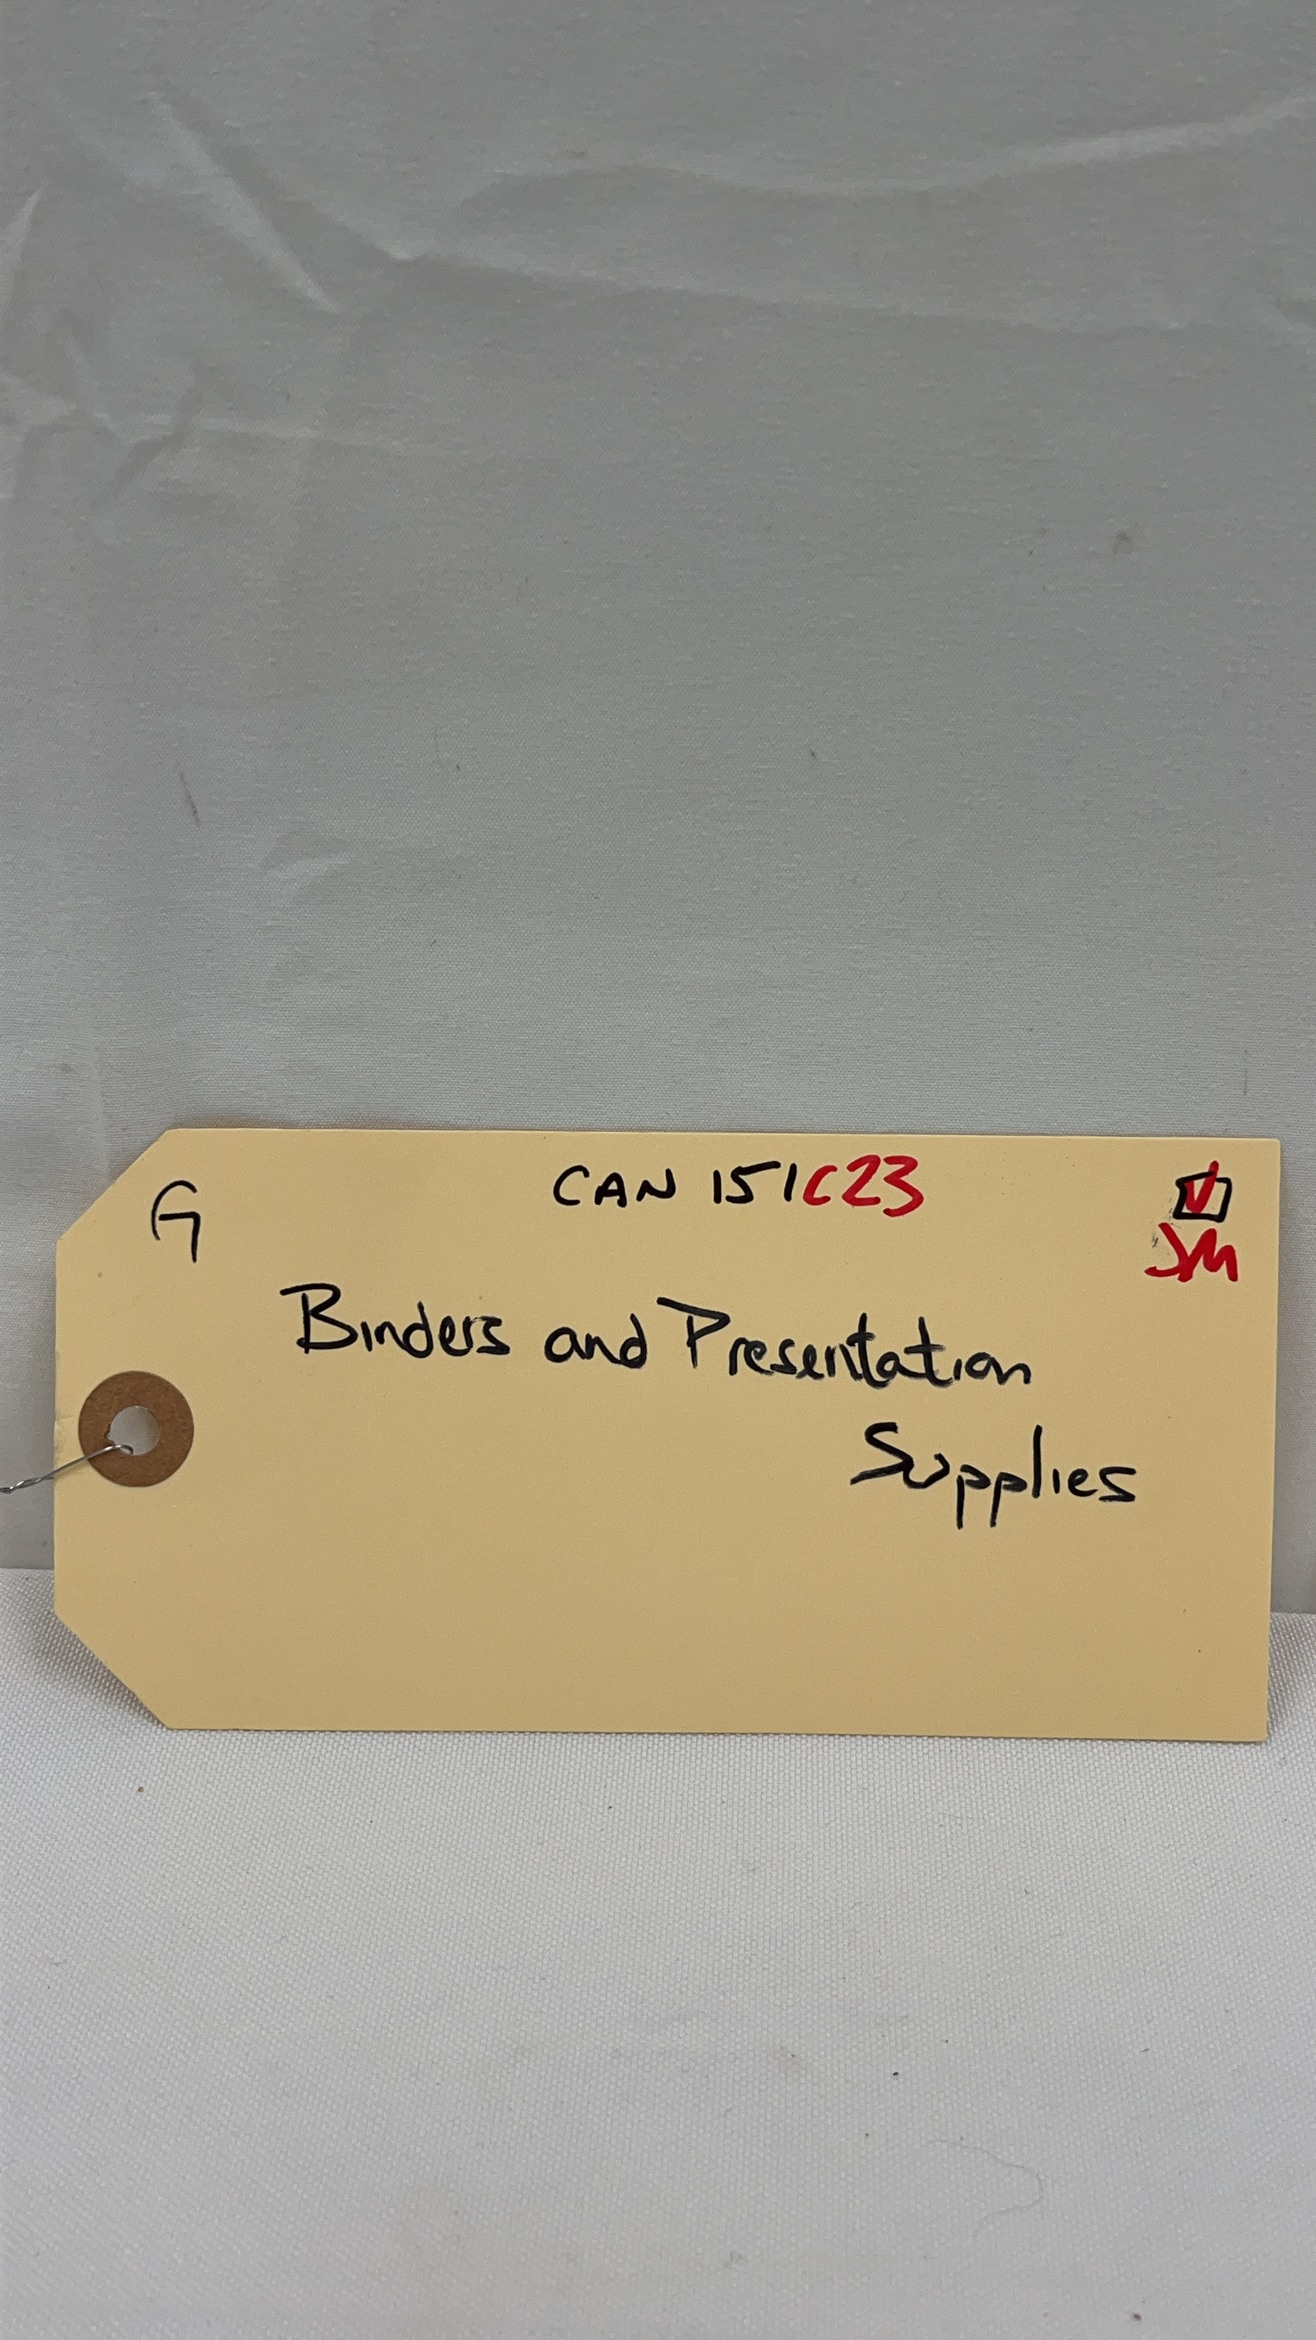 G
CAN 151C23
JM
Binders and Presentation
Supplies